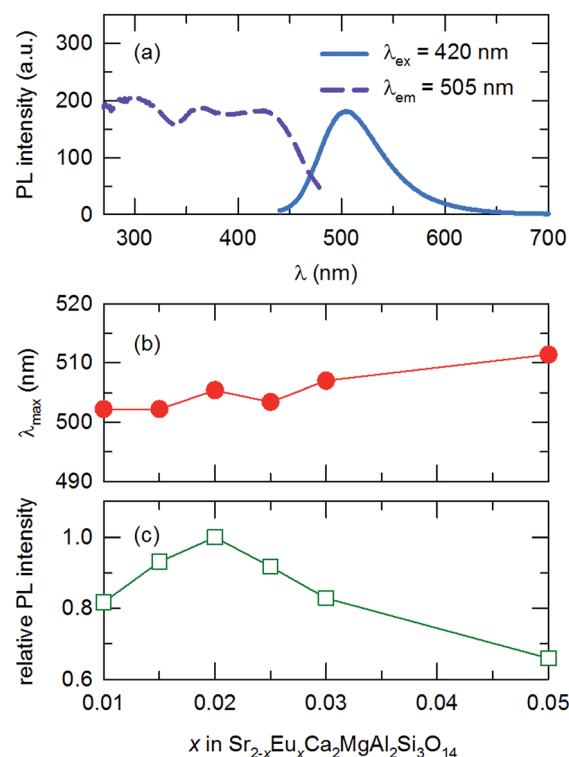 (a)
λex = 420 nm
λem = 505 nm
PL intensity (a.u.)
350
300
200
100
0
300
400
500
600
700
λ (nm)
(b)
λmax (nm)
520
510
500
490
(c)
relative PL intensity
1.0
0.8
0.6
0.01
0.02
0.03
0.04
0.05
x in Sr2-xEuxCa2MgAl2Si3O14